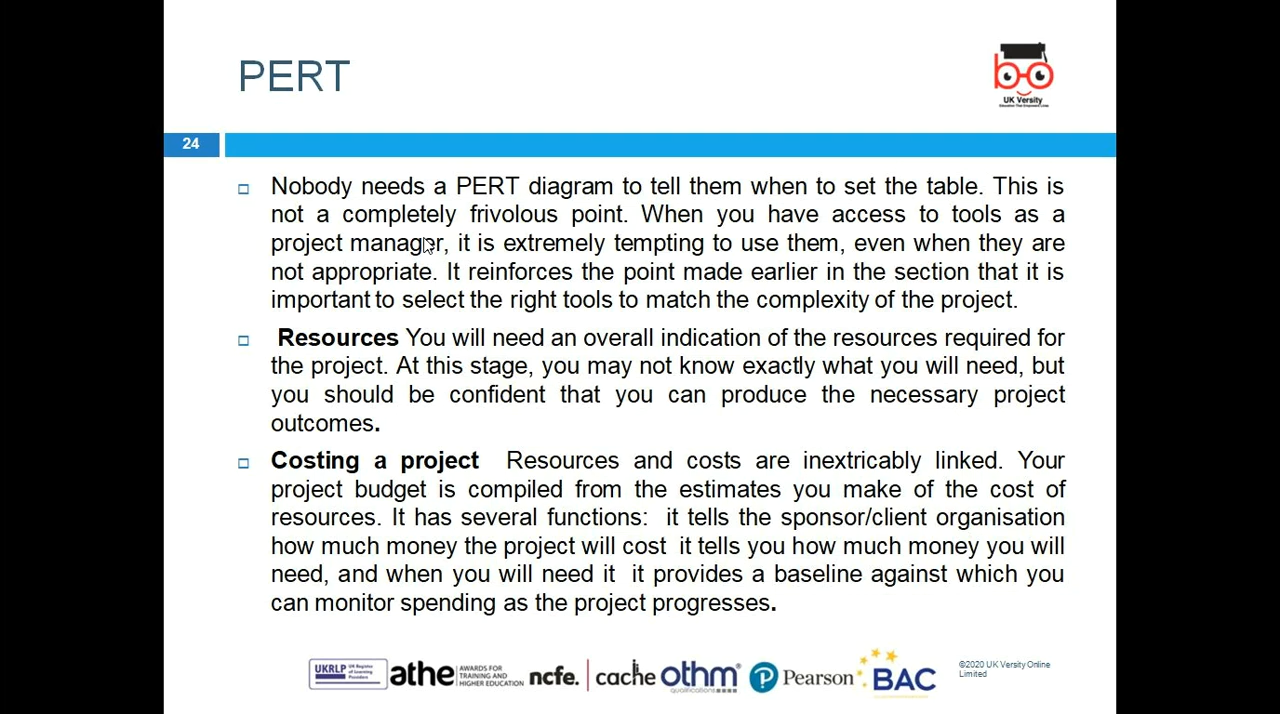 PERT
UK Versity
24
Nobody needs a PERT diagram to tell them when to set the table. This is
not a completely frivolous point. When you have access to tools as a
project manager, it is extremely tempting to use them, even when they are
not appropriate. It reinforces the point made earlier in the section that it is
important to select the right tools to match the complexity of the project.
Resources You will need an overall indication of the resources required for
the project. At this stage, you may not know exactly what you will need, but
you should be confident that you can produce the necessary project
outcomes.
Costing a project Resources and costs are inextricably linked. Your
project budget is compiled from the estimates you make of the cost of
resources. It has several functions: it tells the sponsor/client organisation
how much money the project will cost it tells you how much money you will
need, and when you will need it it provides a baseline against which you
can monitor spending as the project progresses.
UKRLP UK Register of Learning Providers
athe AWARDS FOR TRAINING AND HIGHER EDUCATION
ncfe. cache
othm qualifications
Pearson
BAC
©2020 UK Versity Online
Limited